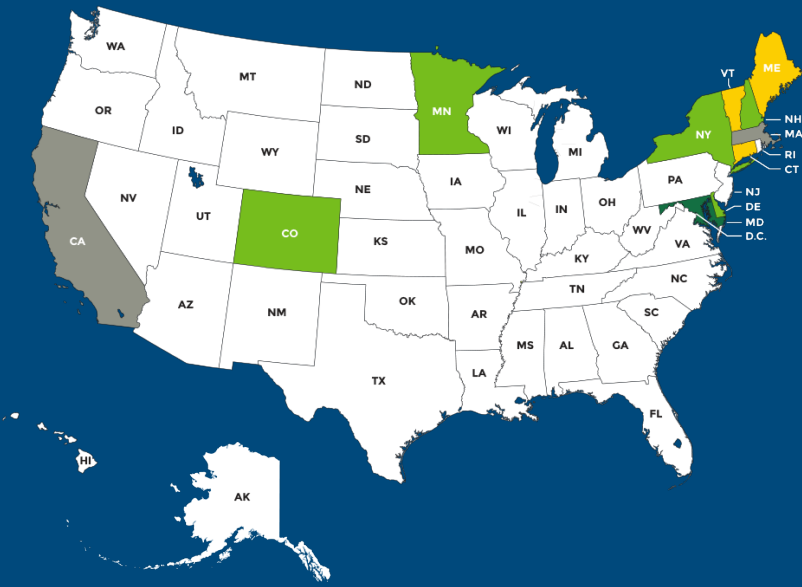 WA
MT
ND
MN
VT
ME
OR
ID
SD
WI
NY
NH
MA
MI
RI
CT
WY
IA
PA
NE
NJ
NV
UT
IL
IN
OH
DE
MD
D.C.
CA
CO
KS
MO
WV
VA
KY
NC
TN
AZ
NM
OK
AR
SC
MS
AL
GA
LA
TX
FL
HI
AK